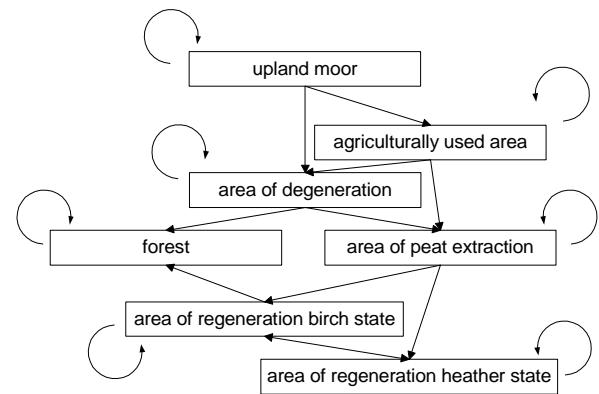 upland moor
agriculturally used area
area of degeneration
forest
area of peat extraction
area of regeneration birch state
area of regeneration heather state